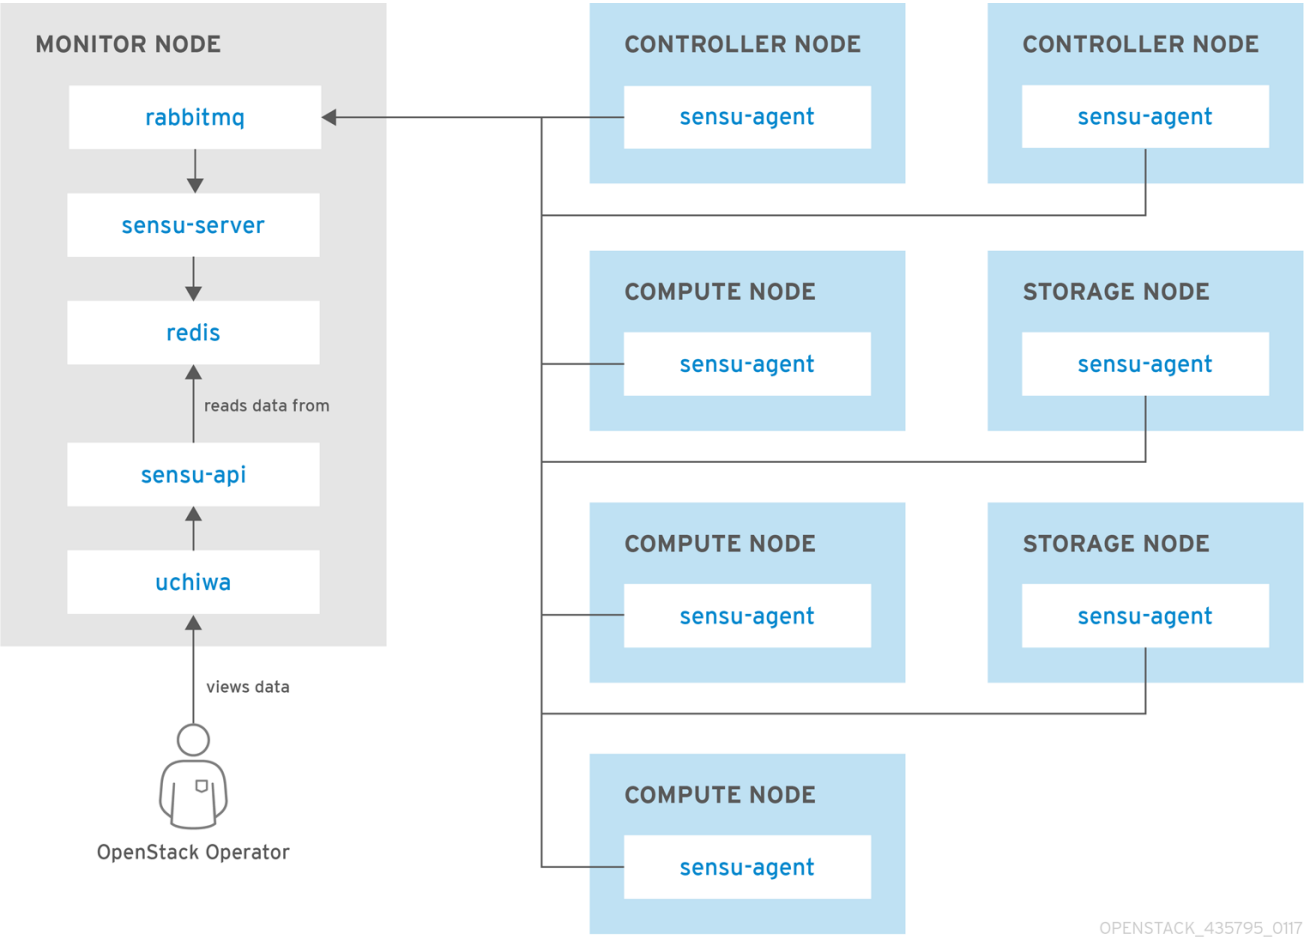 MONITOR NODE
rabbitmq
sensu-server
redis
reads data from
sensu-api
uchiwa
views data
OpenStack Operator
CONTROLLER NODE
sensu-agent
CONTROLLER NODE
sensu-agent
COMPUTE NODE
sensu-agent
STORAGE NODE
sensu-agent
COMPUTE NODE
sensu-agent
STORAGE NODE
sensu-agent
COMPUTE NODE
sensu-agent
OPENSTACK_435795_0117